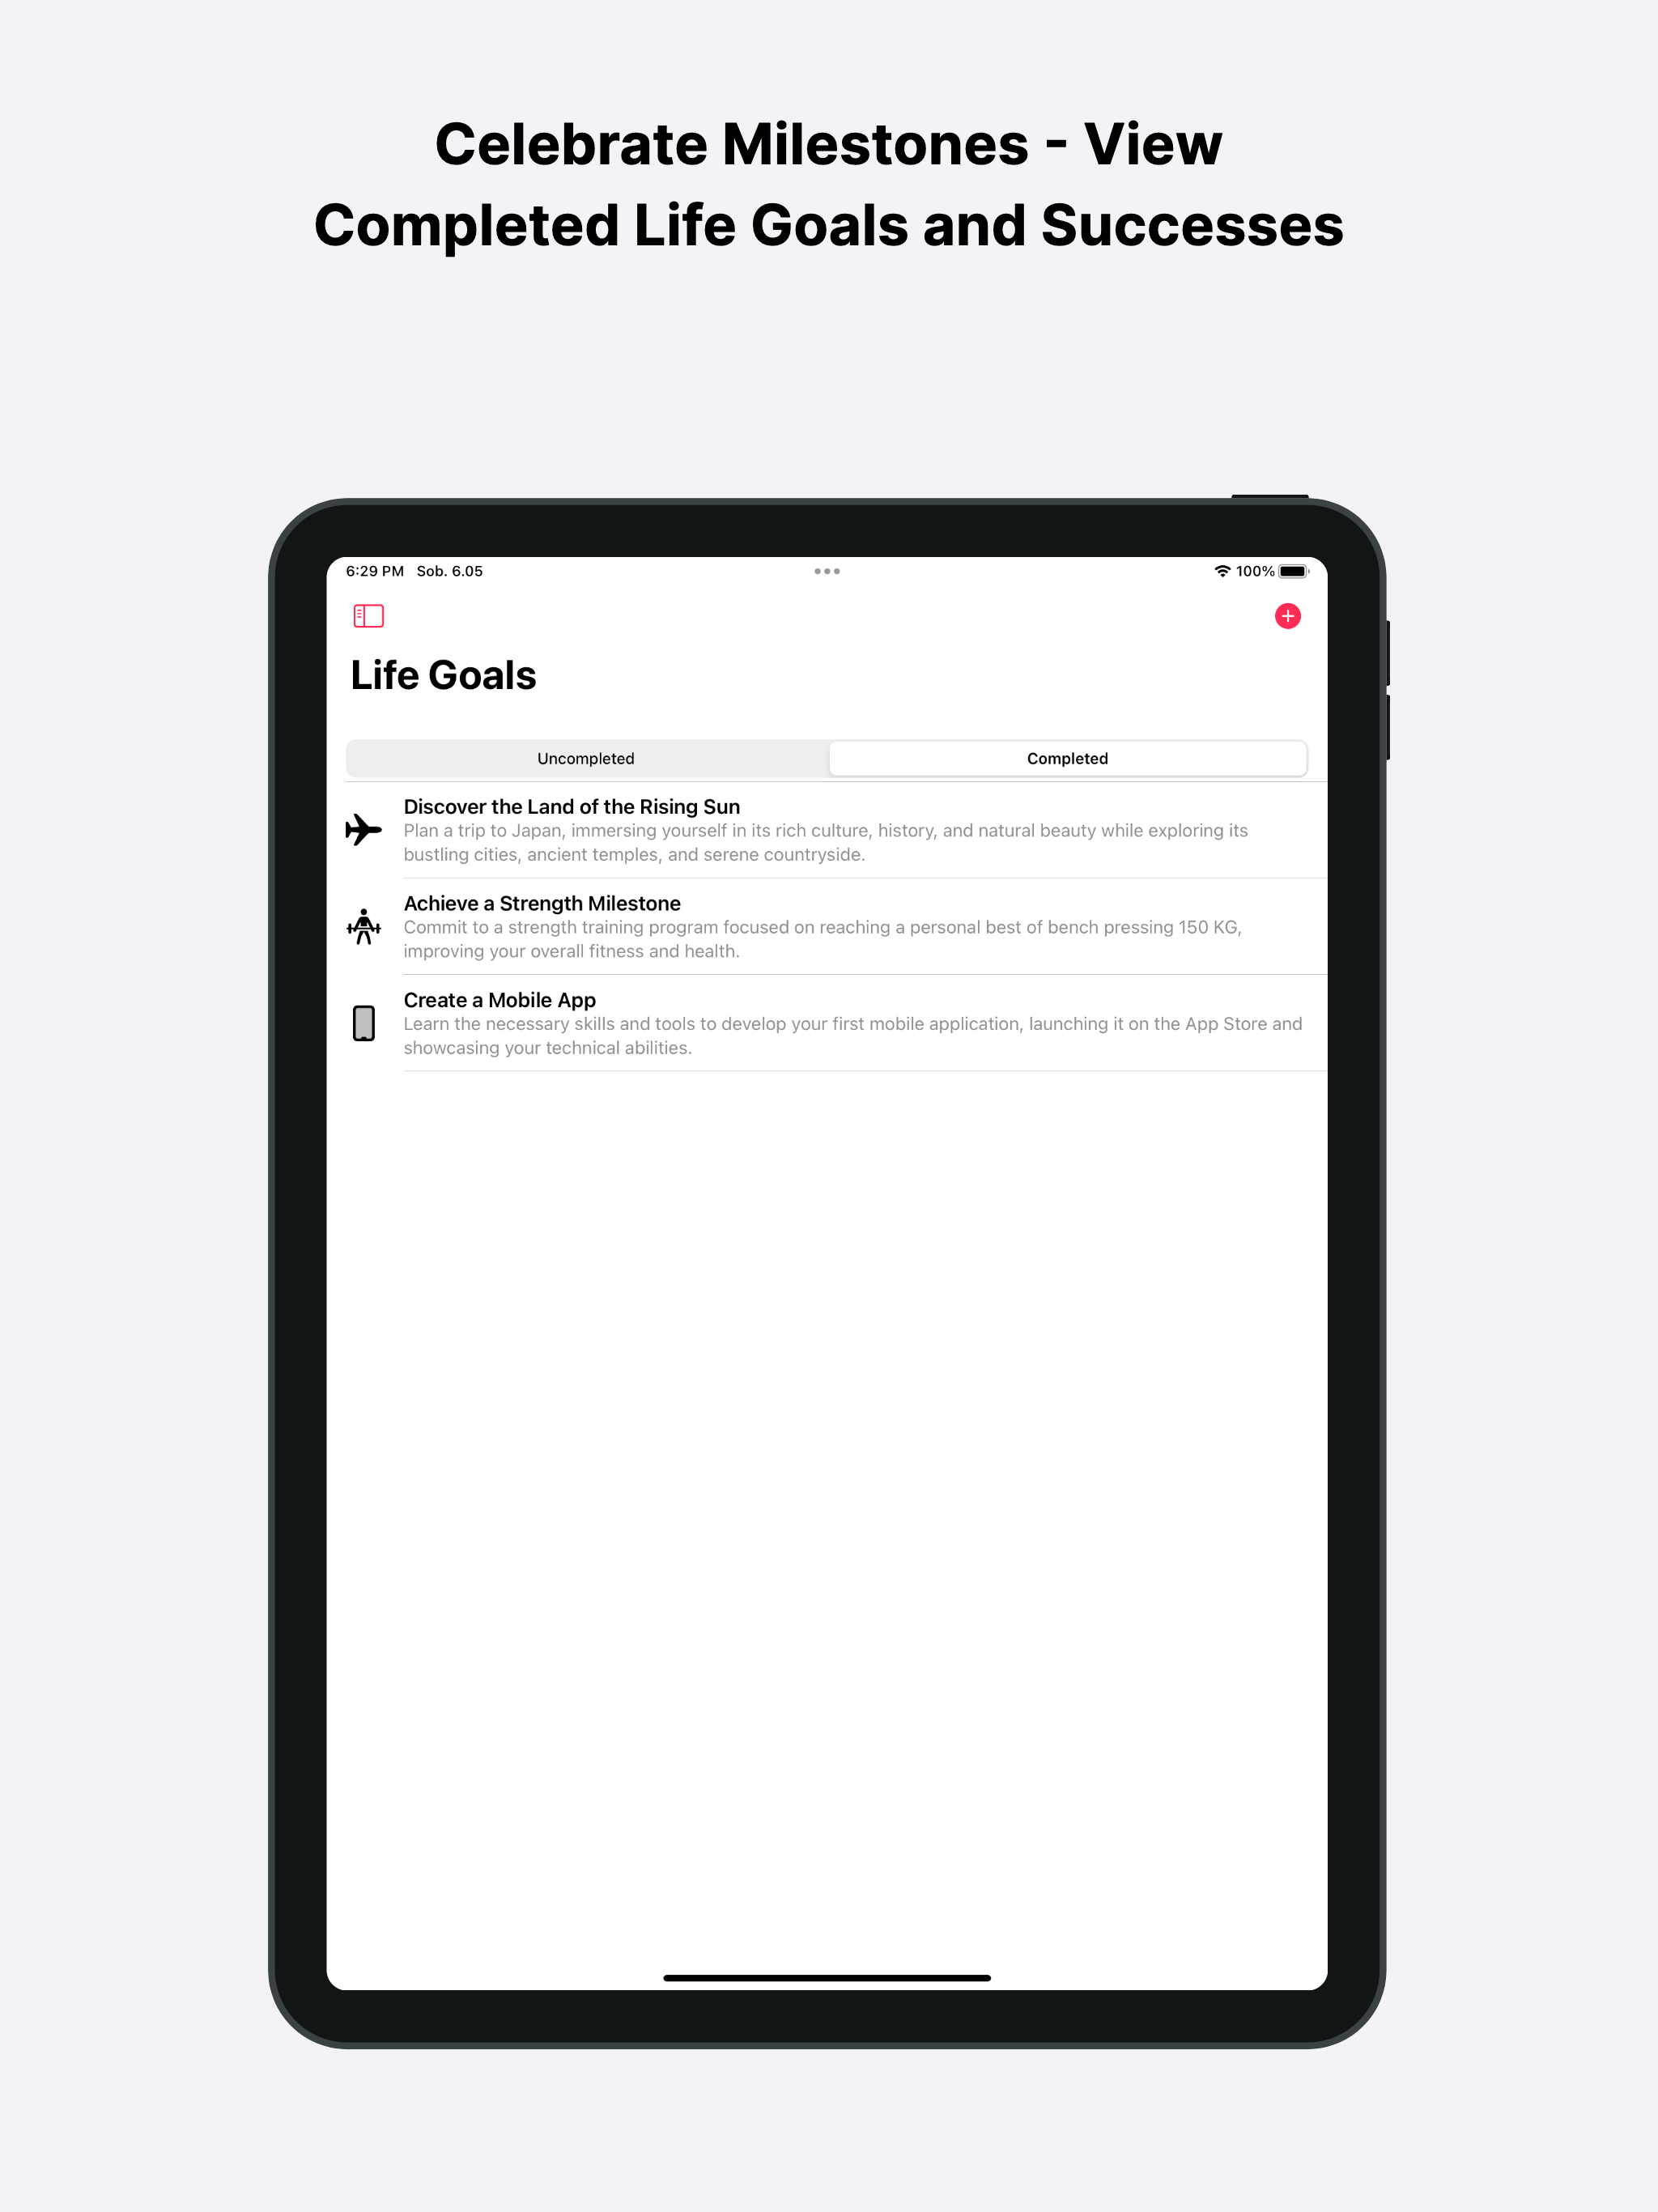 Celebrate Milestones - View
Completed Life Goals and Successes
6:29 PM Sob. 6.05
100%
Life Goals
Uncompleted
Completed
Discover the Land of the Rising Sun
Plan a trip to Japan, immersing yourself in its rich culture, history, and natural beauty while exploring its
bustling cities, ancient temples, and serene countryside.
Achieve a Strength Milestone
Commit to a strength training program focused on reaching a personal best of bench pressing 150 KG,
improving your overall fitness and health.
Create a Mobile App
Learn the necessary skills and tools to develop your first mobile application, launching it on the App Store and
showcasing your technical abilities.